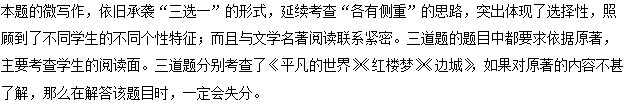 本题的微写作，依旧承袭“三选一”的形式，延续考查“各有侧重”的思路，突出体现了选择性，照
顾到了不同学生的不同个性特征；而且与文学名著阅读联系紧密。三道题的题目中都要求依据原著，
主要考查学生的阅读面。三道题分别考查了《平凡的世界》《红楼梦》《边城》，如果对原著的内容不甚
了解，那么在解答该题目时，一定会失分。